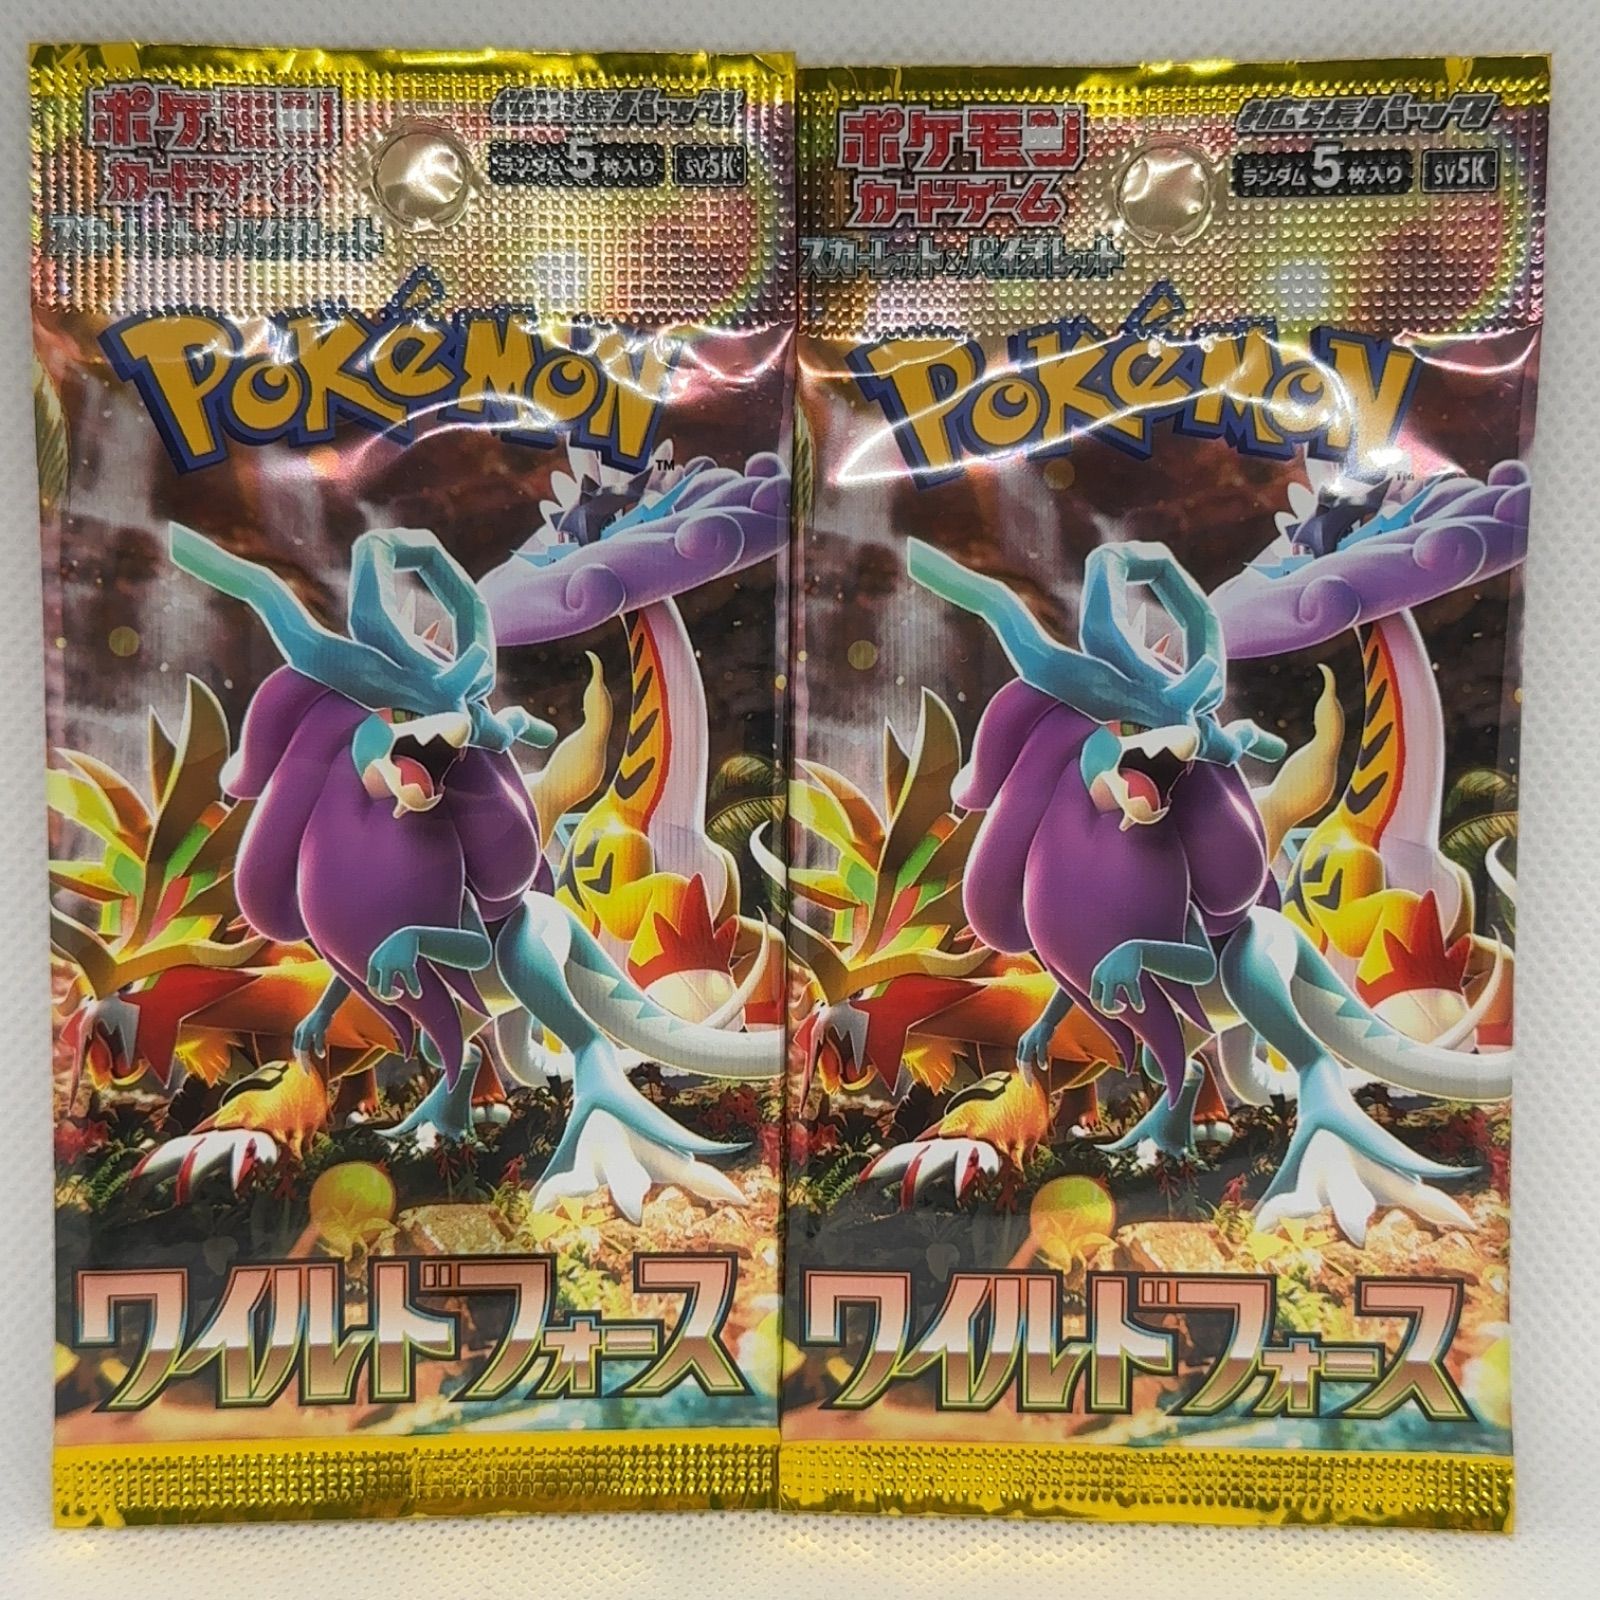 ポケモン
カードゲーム
スカーレット&バイオレット
拡張パック
ランダム5枚入り SV5K
Pokémon
TM
ワイルドフォース
ポケモン
カードゲーム
スカーレット&バイオレット
拡張パック
ランダム5枚入り SV5K
Pokémon
TM
ワイルドフォース